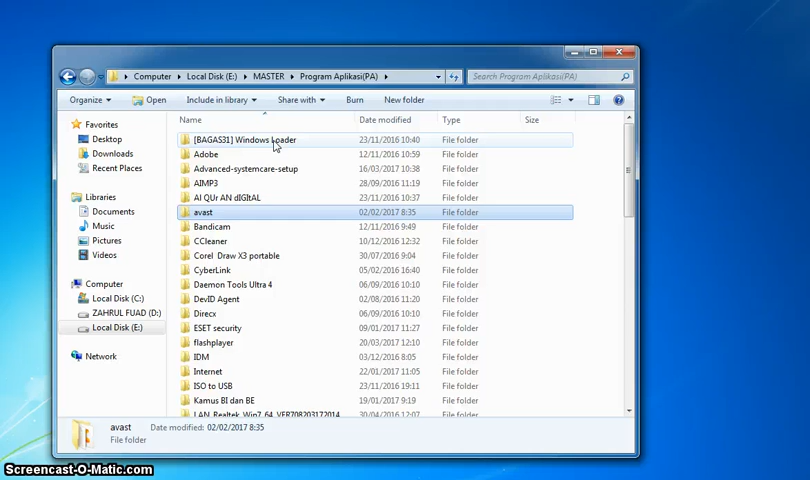 Computer Local Disk (E:) MASTER Program Aplikasi(PA) Search Program Aplikasi(PA)
Organize Open Include in library Share with Burn New folder
Favorites
Desktop
Downloads
Recent Places
Libraries
Documents
Music
Pictures
Videos
Computer
Local Disk (C:)
ZAHRUL FUAD (D:)
Local Disk (E:)
Network
Name Date modified Type Size
[BAGAS31] Windows Loader 23/11/2016 10:40 File folder
Adobe 12/11/2016 10:59 File folder
Advanced-systemcare-setup 16/03/2017 10:38 File folder
AIMP3 28/09/2016 11:19 File folder
Al QUr AN dIGItAL 23/11/2016 10:37 File folder
avast 02/02/2017 8:35 File folder
Bandicam 12/11/2016 9:49 File folder
CCleaner 10/12/2016 12:32 File folder
Corel Draw X3 portable 30/07/2016 9:04 File folder
CyberLink 05/02/2016 16:40 File folder
Daemon Tools Ultra 4 06/09/2016 10:10 File folder
DevID Agent 02/08/2016 11:20 File folder
Direcx 06/09/2016 10:10 File folder
ESET security 09/01/2017 11:27 File folder
flashplayer 20/03/2017 12:10 File folder
IDM 03/12/2016 8:05 File folder
Internet 22/01/2017 11:05 File folder
ISO to USB 23/11/2016 19:11 File folder
Kamus BI dan BE 19/01/2017 9:19 File folder
LAN_Realtek_Win7_64_VER708203172014 30/04/2016 12:07 File folder
avast Date modified: 02/02/2017 8:35
File folder
Screencast-O-Matic.com